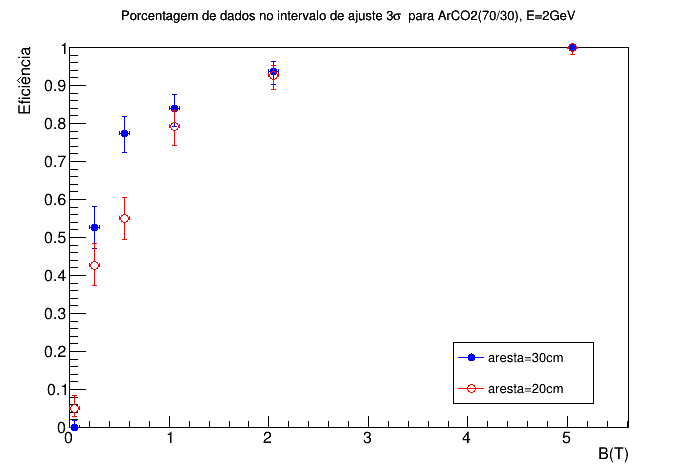 Porcentagem de dados no intervalo de ajuste 3σ para ArCO2(70/30), E=2GeV
Eficiência
1
0.9
0.8
0.7
0.6
0.5
0.4
0.3
0.2
0.1
0
aresta=30cm
aresta=20cm
0 1 2 3 4 5
B(T)